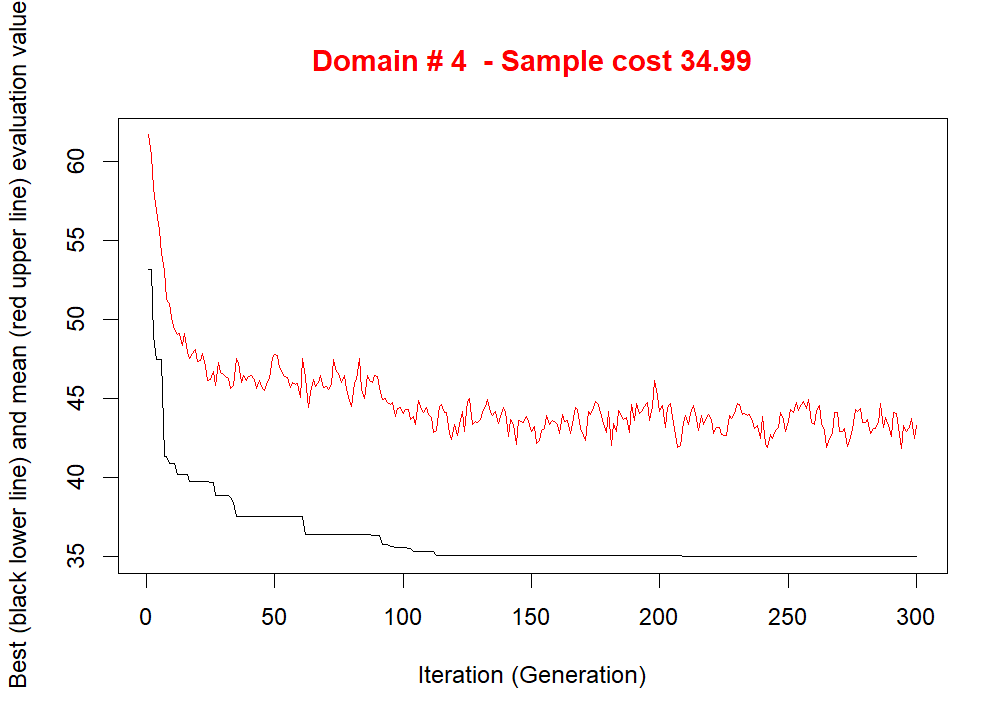 Domain # 4  - Sample cost 34.99
Best (black lower line) and mean (red upper line) evaluation value
60
55
50
45
40
35
0 50 100 150 200 250 300
Iteration (Generation)